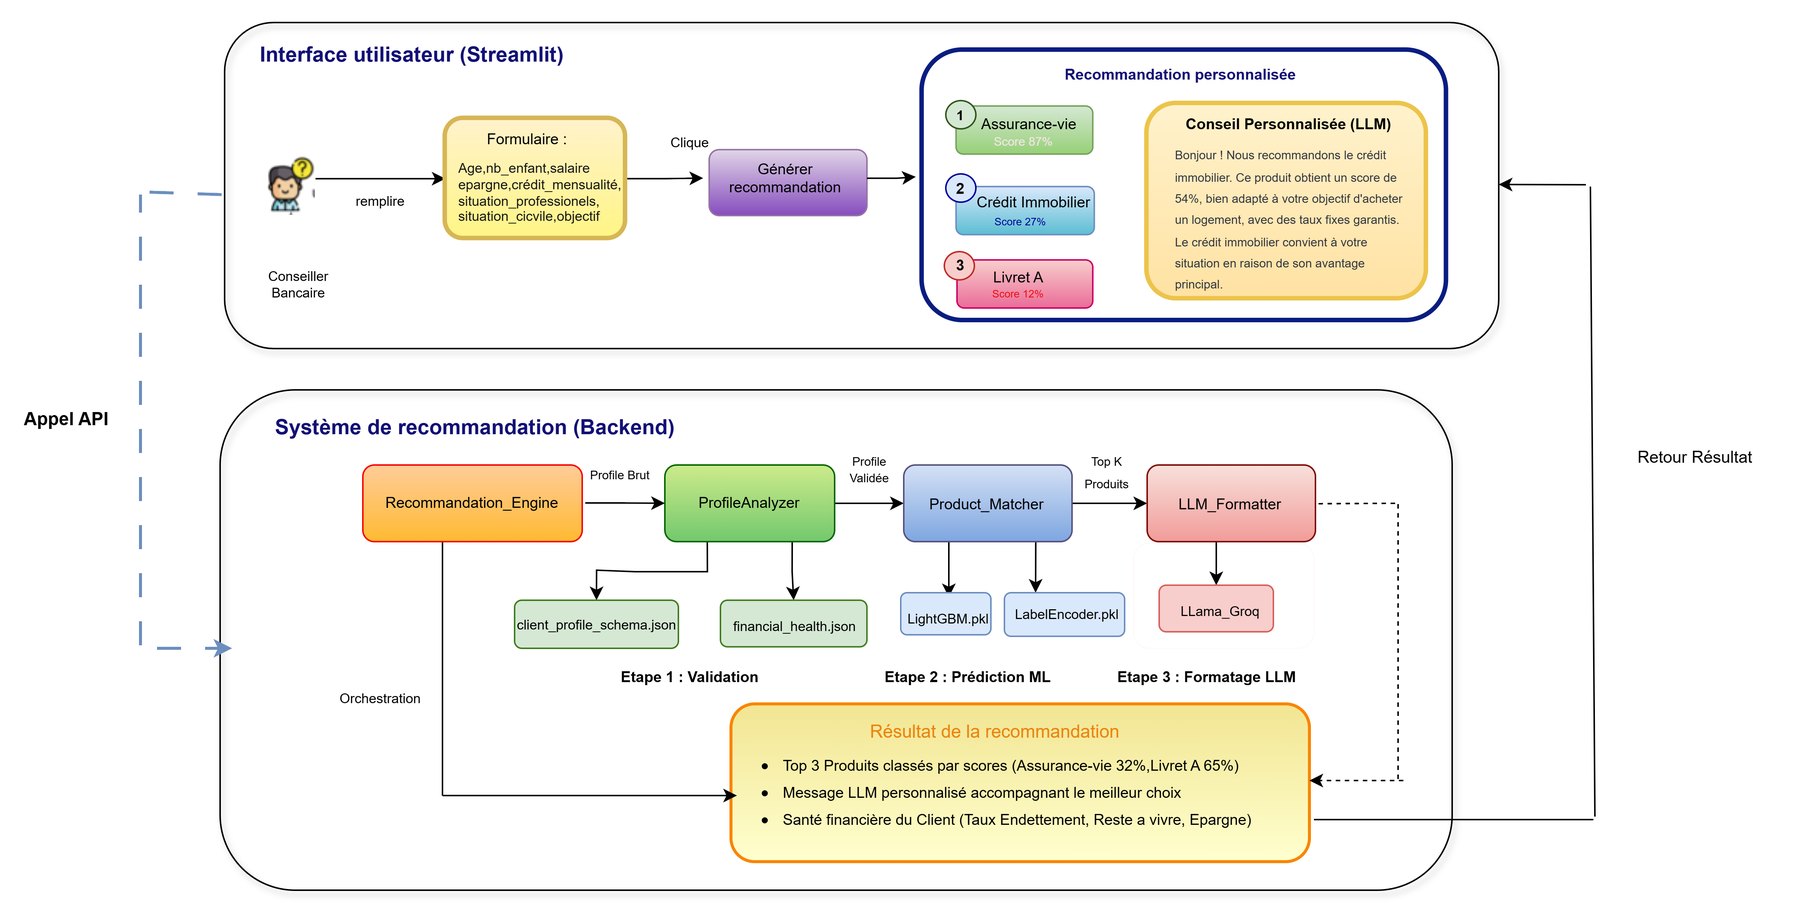 Interface utilisateur (Streamlit)
Recommandation personnalisée
Formulaire :
Age,nb_enfant,salaire
epargne,crédit_mensualité,
situation_professionels,
situation_cicvile,objectif
remplire
Conseiller
Bancaire
Clique
Générer
recommandation
1
Assurance-vie
Score 87%
2
Crédit Immobilier
Score 27%
3
Livret A
Score 12%
Conseil Personnalisée (LLM)
Bonjour ! Nous recommandons le crédit
immobilier. Ce produit obtient un score de
54%, bien adapté à votre objectif d'acheter
un logement, avec des taux fixes garantis.
Le crédit immobilier convient à votre
situation en raison de son avantage
principal.
Appel API
Retour Résultat
Système de recommandation (Backend)
Recommandation_Engine
Profile Brut
ProfileAnalyzer
Profile
Validée
Product_Matcher
Top K
Produits
LLM_Formatter
client_profile_schema.json
financial_health.json
LightGBM.pkl
LabelEncoder.pkl
LLama_Groq
Etape 1 : Validation
Etape 2 : Prédiction ML
Etape 3 : Formatage LLM
Orchestration
Résultat de la recommandation
● Top 3 Produits classés par scores (Assurance-vie 32%,Livret A 65%)
● Message LLM personnalisé accompagnant le meilleur choix
● Santé financière du Client (Taux Endettement, Reste a vivre, Epargne)